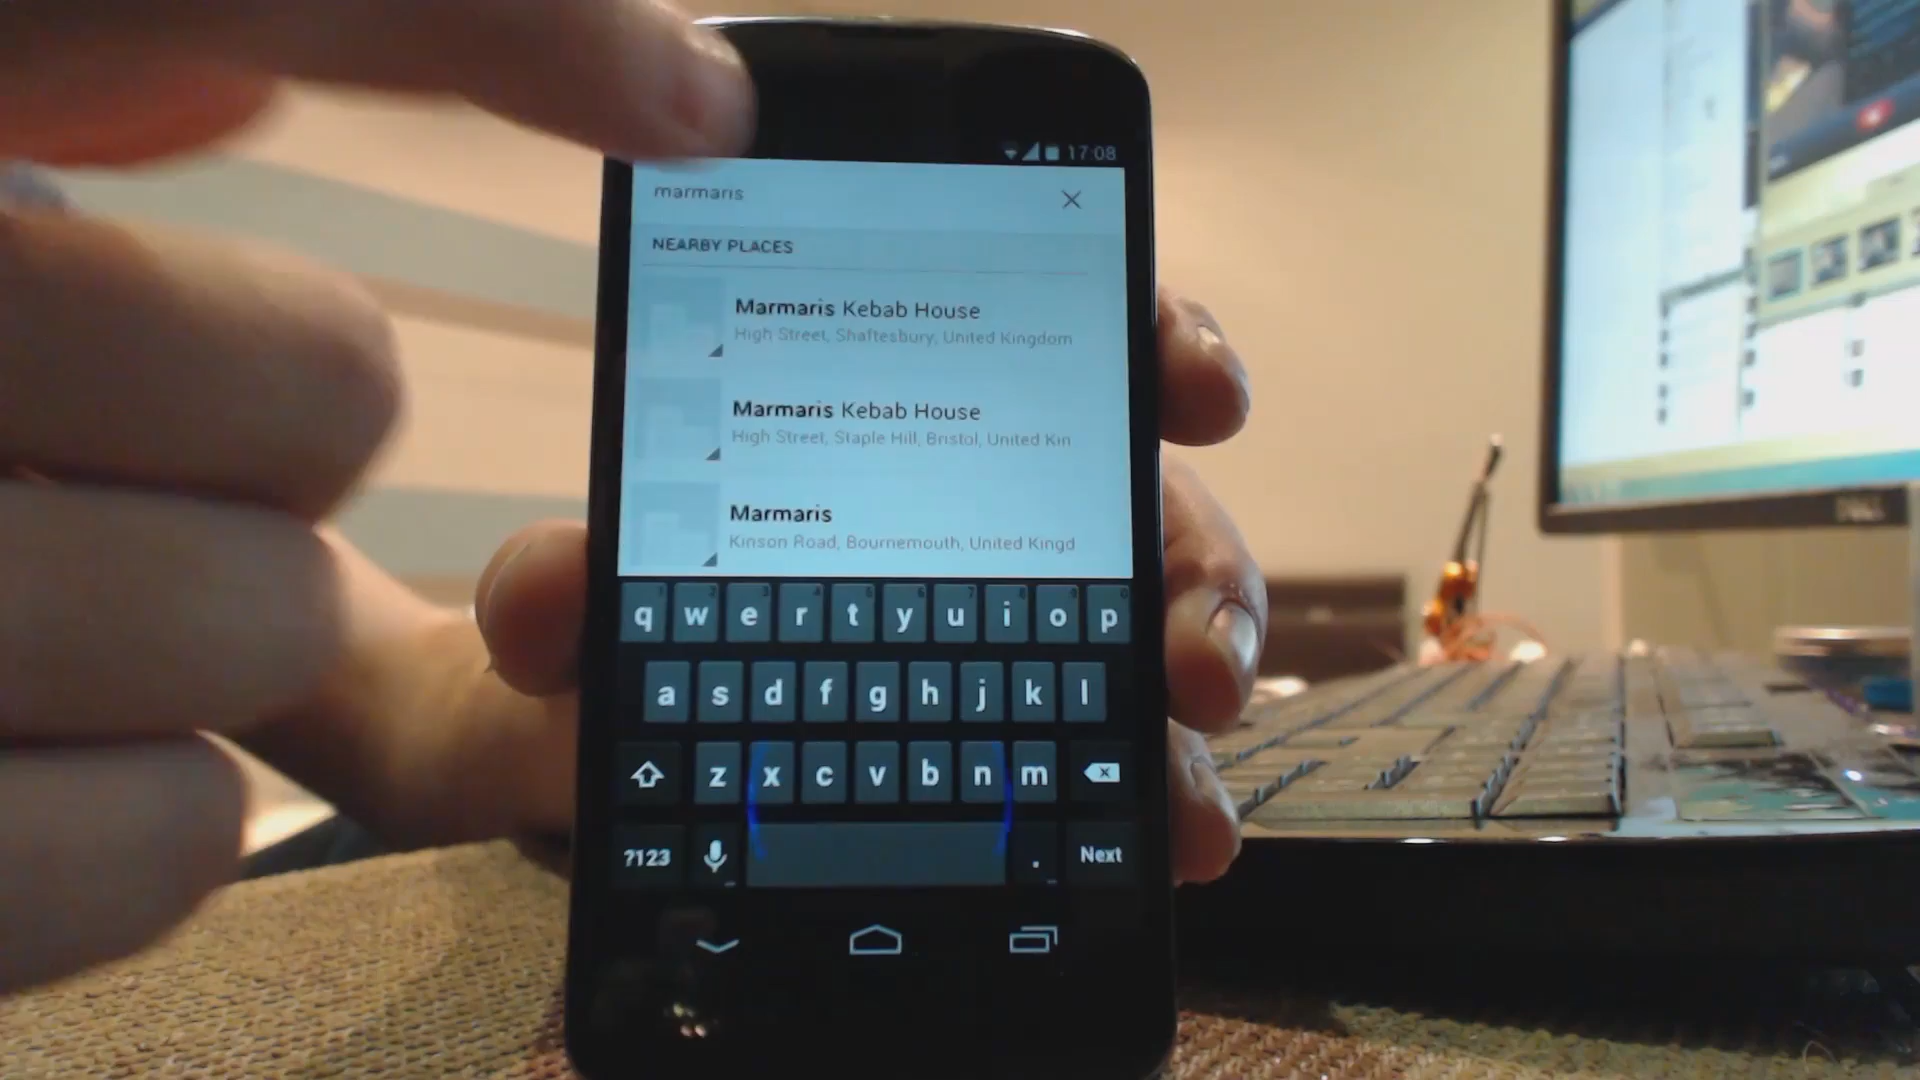 17:08
marmaris
NEARBY PLACES
Marmaris Kebab House
High Street, Shaftesbury, United Kingdom
Marmaris Kebab House
High Street, Staple Hill, Bristol, United Kin
Marmaris
Kinson Road, Bournemouth, United Kingd
q w e r t y u i o p
a s d f g h j k l
z x c v b n m
?123 . Next
DELL